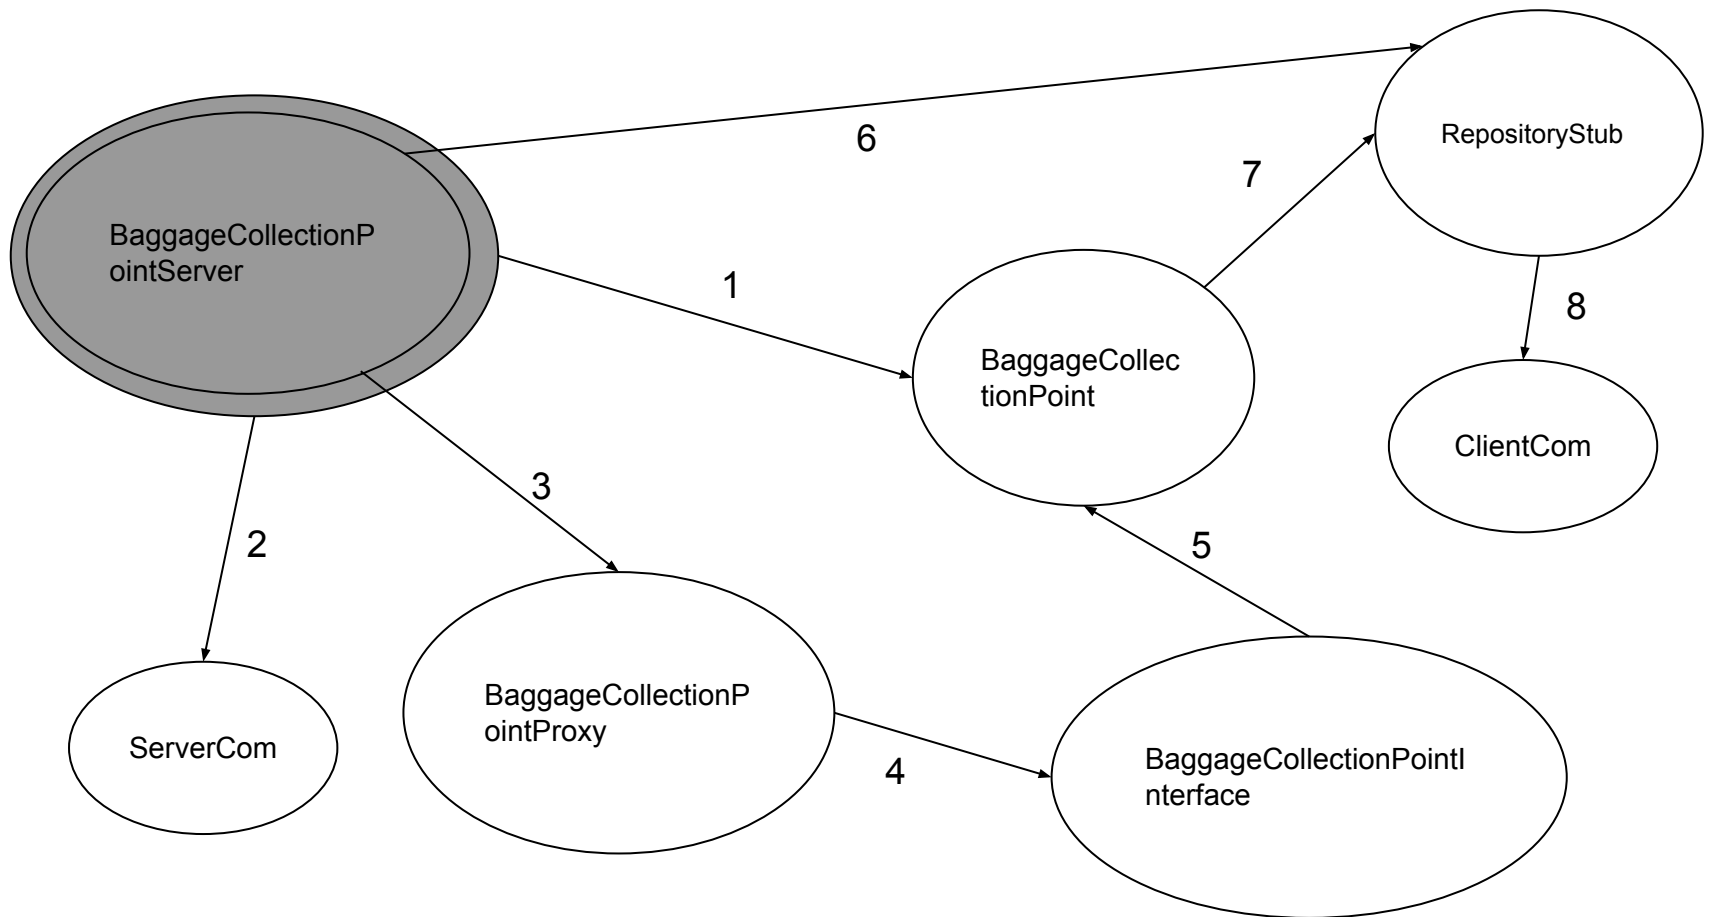 6
RepositoryStub
7
BaggageCollectionP
ointServer
1
8
BaggageCollec
tionPoint
ClientCom
3
2
5
BaggageCollectionP
ointProxy
ServerCom
4
BaggageCollectionPointI
nterface